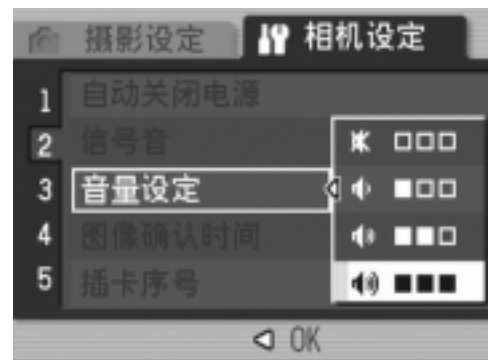 摄影设定 相机设定
1 自动关闭电源
2 信号音
3 音量设定
4 图像确认时间
5 插卡序号
OK